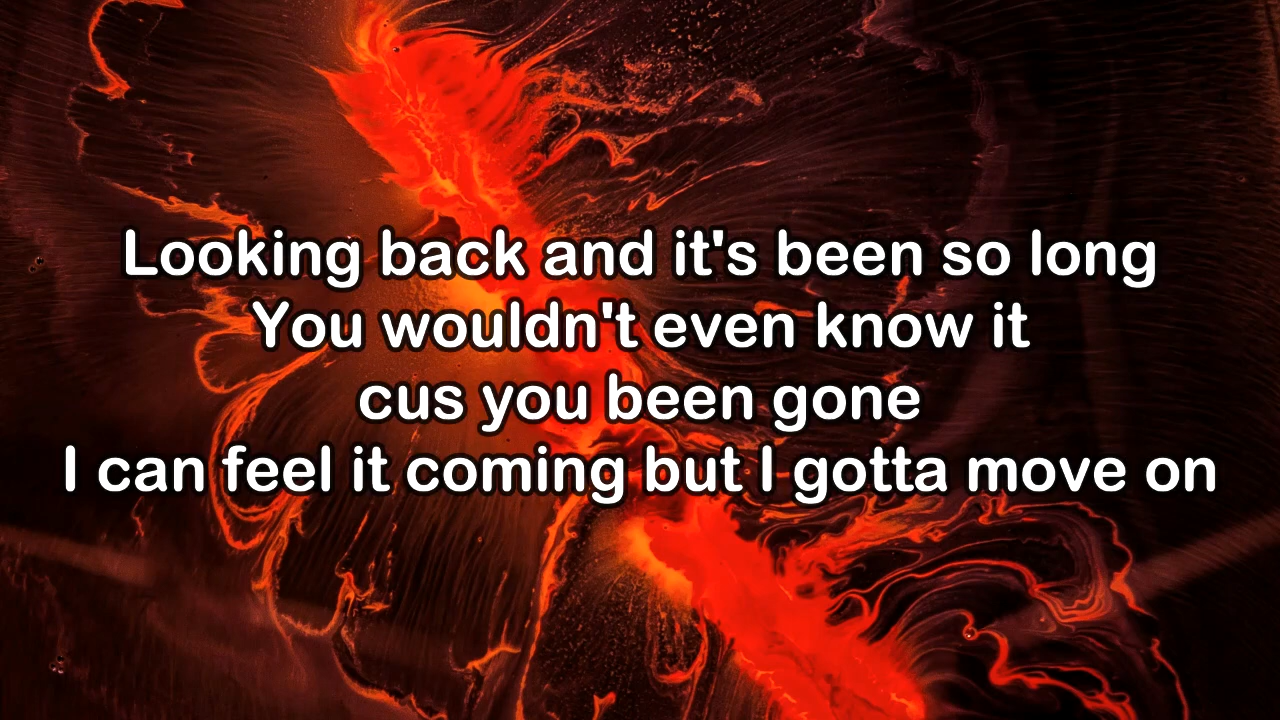 Looking back and it's been so long
You wouldn't even know it
cus you been gone
I can feel it coming but I gotta move on